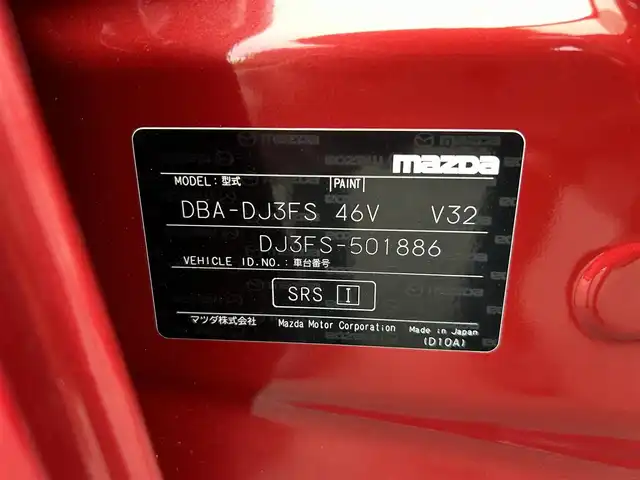 mazda
MODEL:型式 PAINT
DBA-DJ3FS 46V V32
DJ3FS-501886
VEHICLE ID.NO.:車台番号
SRS I
マツダ株式会社 Mazda Motor Corporation Made in Japan
(D10A)